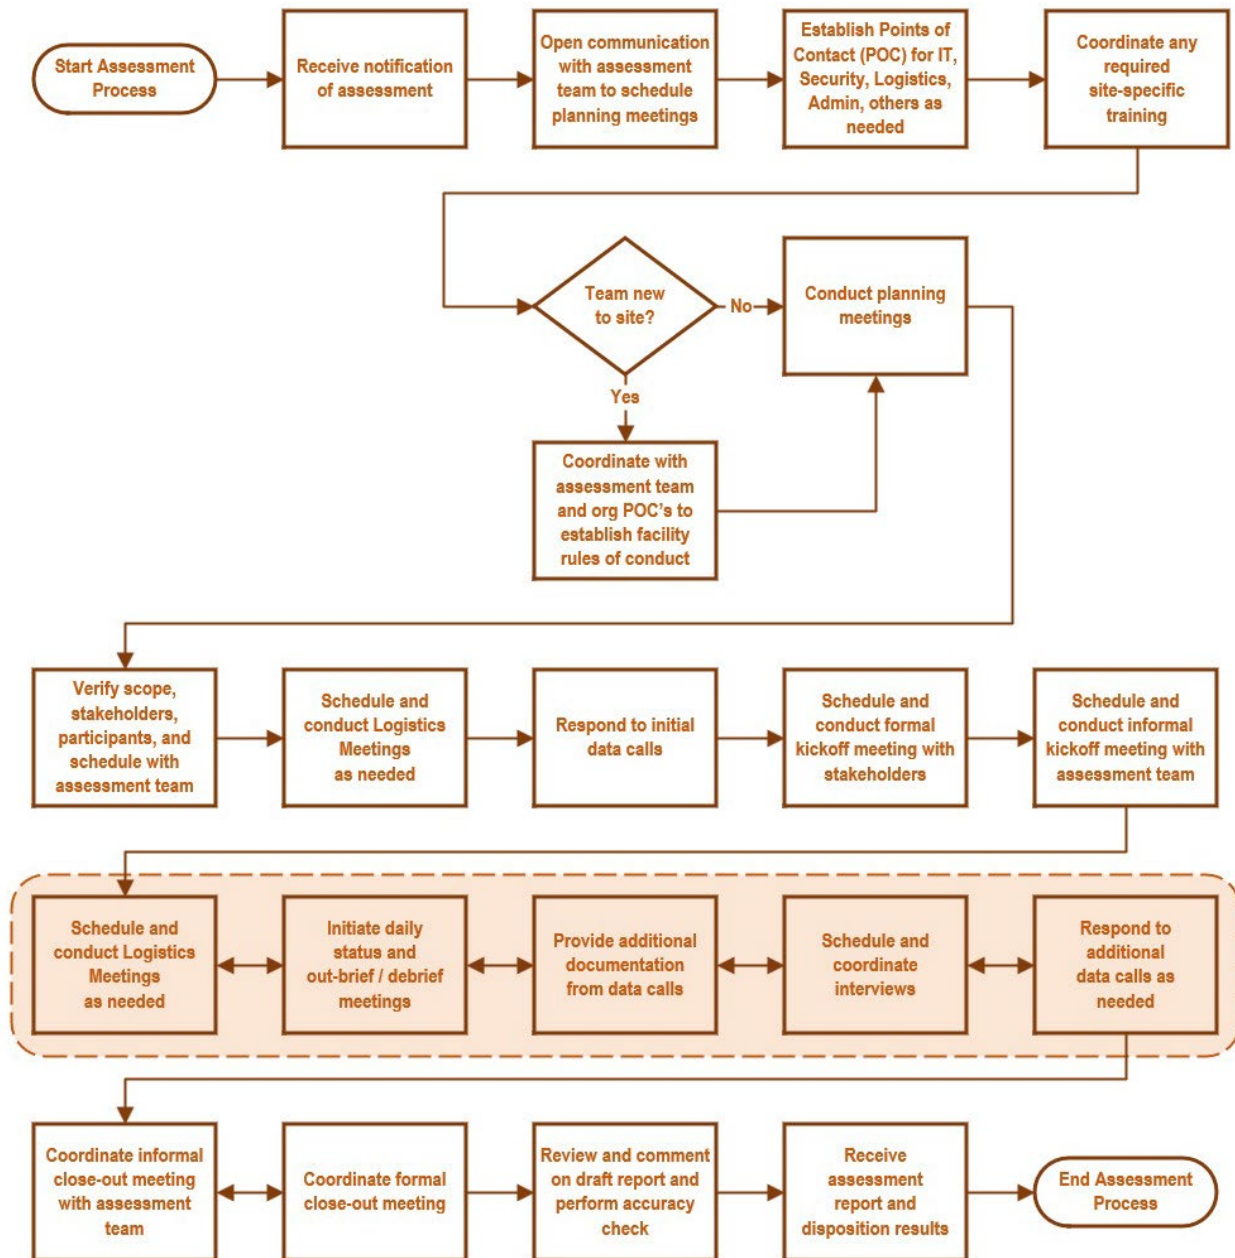 Start Assessment
Process
Receive notification
of assessment
Open communication
with assessment
team to schedule
planning meetings
Establish Points of
Contact (POC) for IT,
Security, Logistics,
Admin, others as
needed
Coordinate any
required
site-specific
training
Team new
to site?
No
Conduct planning
meetings
Yes
Coordinate with
assessment team
and org POC's to
establish facility
rules of conduct
Verify scope,
stakeholders,
participants, and
schedule with
assessment team
Schedule and
conduct Logistics
Meetings
as needed
Respond to initial
data calls
Schedule and
conduct formal
kickoff meeting with
stakeholders
Schedule and
conduct informal
kickoff meeting with
assessment team
Schedule and
conduct Logistics
Meetings
as needed
Initiate daily
status and
out-brief / debrief
meetings
Provide additional
documentation
from data calls
Schedule and
coordinate
interviews
Respond to
additional
data calls as
needed
Coordinate informal
close-out meeting
with assessment
team
Coordinate formal
close-out meeting
Review and comment
on draft report and
perform accuracy
check
Receive
assessment
report and
disposition results
End Assessment
Process